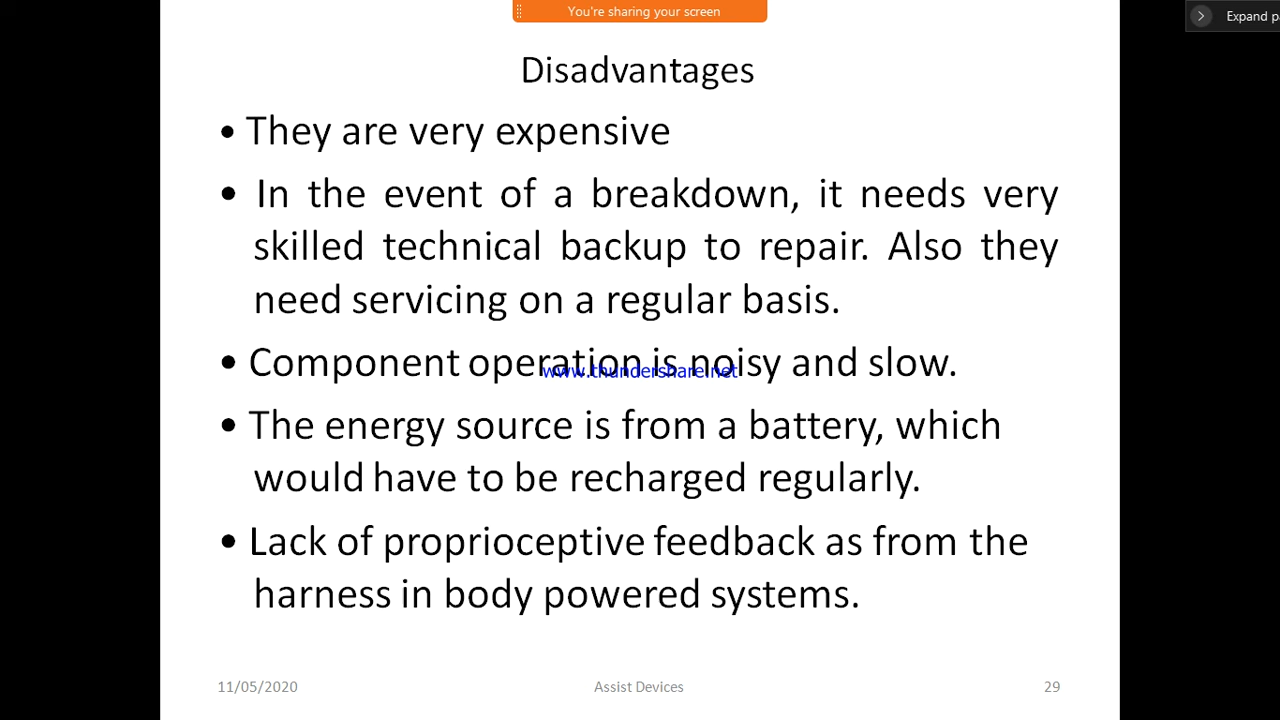 You're sharing your screen
Expand p
Disadvantages
• They are very expensive
• In the event of a breakdown, it needs very
skilled technical backup to repair. Also they
need servicing on a regular basis.
• Component operation is noisy and slow.
www.thundershare.net
• The energy source is from a battery, which
would have to be recharged regularly.
• Lack of proprioceptive feedback as from the
harness in body powered systems.
11/05/2020
Assist Devices
29